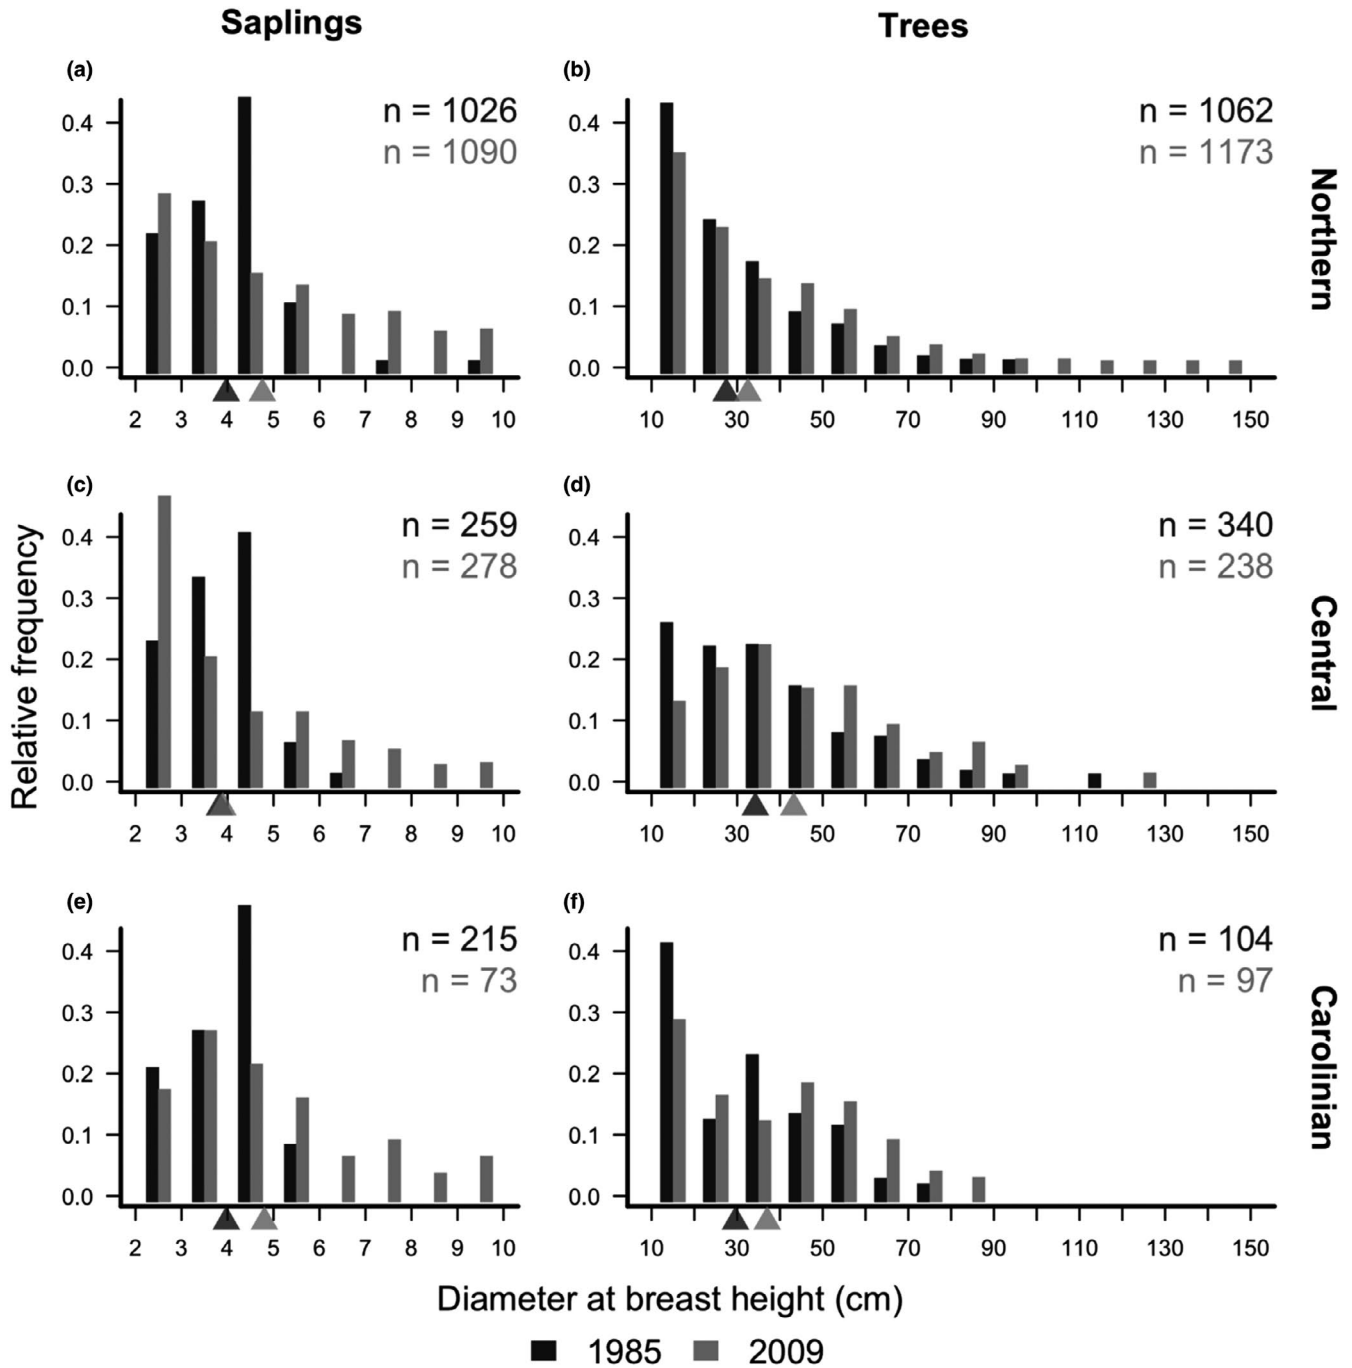 Saplings
Trees
(a)
n = 1026
n = 1090
0.4
0.3
0.2
0.1
0.0
2 3 4 5 6 7 8 9 10
(b)
n = 1062
n = 1173
0.4
0.3
0.2
0.1
0.0
10 30 50 70 90 110 130 150
Northern
(c)
n = 259
n = 278
0.4
0.3
0.2
0.1
0.0
2 3 4 5 6 7 8 9 10
(d)
n = 340
n = 238
0.4
0.3
0.2
0.1
0.0
10 30 50 70 90 110 130 150
Central
Relative frequency
(e)
n = 215
n = 73
0.4
0.3
0.2
0.1
0.0
2 3 4 5 6 7 8 9 10
(f)
n = 104
n = 97
0.4
0.3
0.2
0.1
0.0
10 30 50 70 90 110 130 150
Carolinian
Diameter at breast height (cm)
1985 2009